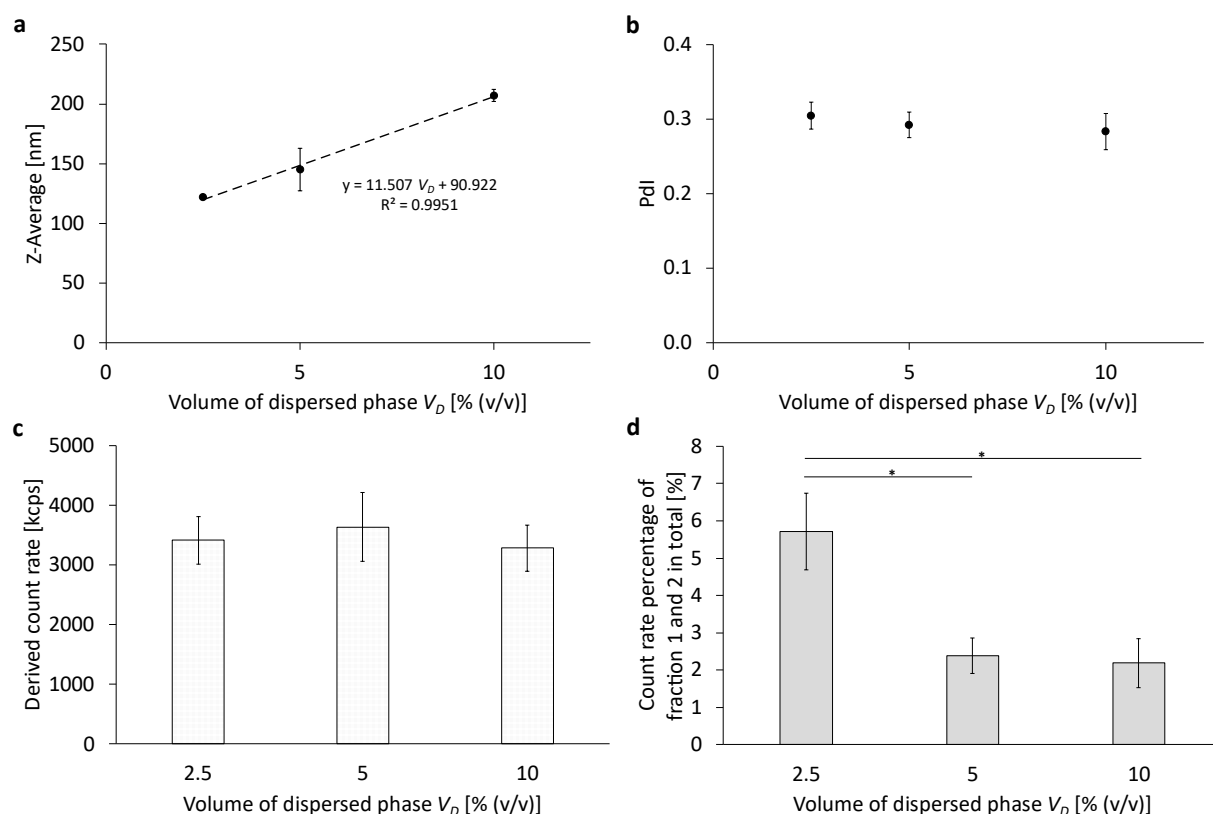 a
250
200
150
100
50
0
Z-Average [nm]
y = 11.507 V_D + 90.922
R² = 0.9951
0 5 10
Volume of dispersed phase V_D [% (v/v)]
b
0.4
0.3
0.2
0.1
0.0
PdI
0 5 10
Volume of dispersed phase V_D [% (v/v)]
c
5000
4000
3000
2000
1000
0
Derived count rate [kcps]
2.5 5 10
Volume of dispersed phase V_D [% (v/v)]
d
8
7
6
5
4
3
2
1
0
Count rate percentage of
fraction 1 and 2 in total [%]
*
*
2.5 5 10
Volume of dispersed phase V_D [% (v/v)]